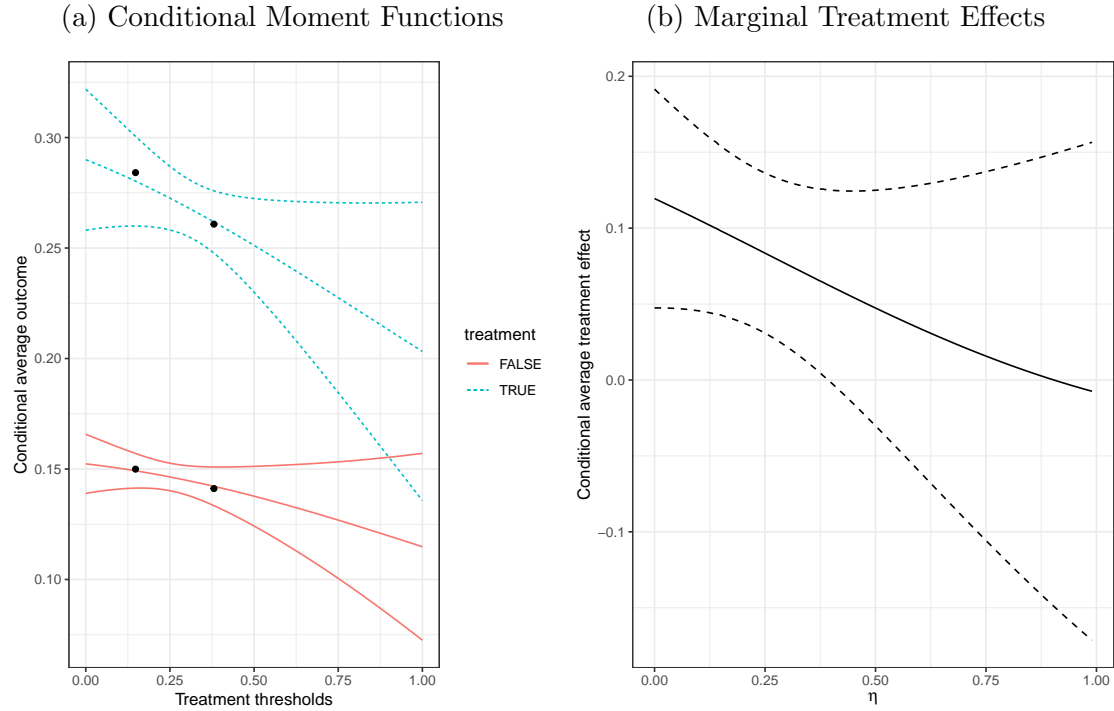 (a) Conditional Moment Functions
Conditional average outcome
0.30
0.25
0.20
0.15
0.10
0.00
0.25
0.50
0.75
1.00
Treatment thresholds
treatment
FALSE
TRUE
(b) Marginal Treatment Effects
Conditional average treatment effect
0.2
0.1
0.0
−0.1
0.00
0.25
0.50
0.75
1.00
η